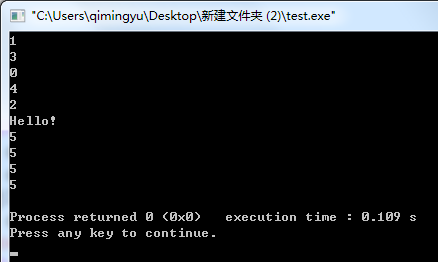 "C:\Users\qimingyu\Desktop\新建文件夹 (2)\test.exe"
1
3
0
4
2
Hello!
5
5
5
5
Process returned 0 (0x0)   execution time : 0.109 s
Press any key to continue.